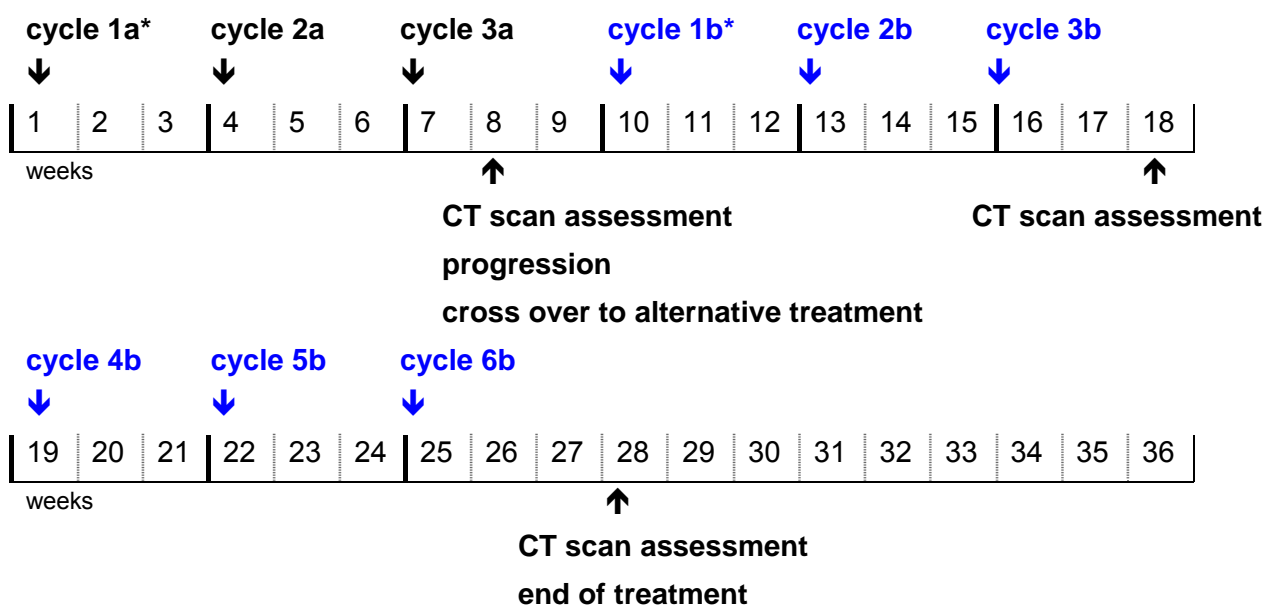 cycle 1a* cycle 2a cycle 3a cycle 1b* cycle 2b cycle 3b
1 2 3 4 5 6 7 8 9 10 11 12 13 14 15 16 17 18
weeks
CT scan assessment CT scan assessment
progression
cross over to alternative treatment
cycle 4b cycle 5b cycle 6b
19 20 21 22 23 24 25 26 27 28 29 30 31 32 33 34 35 36
weeks
CT scan assessment
end of treatment